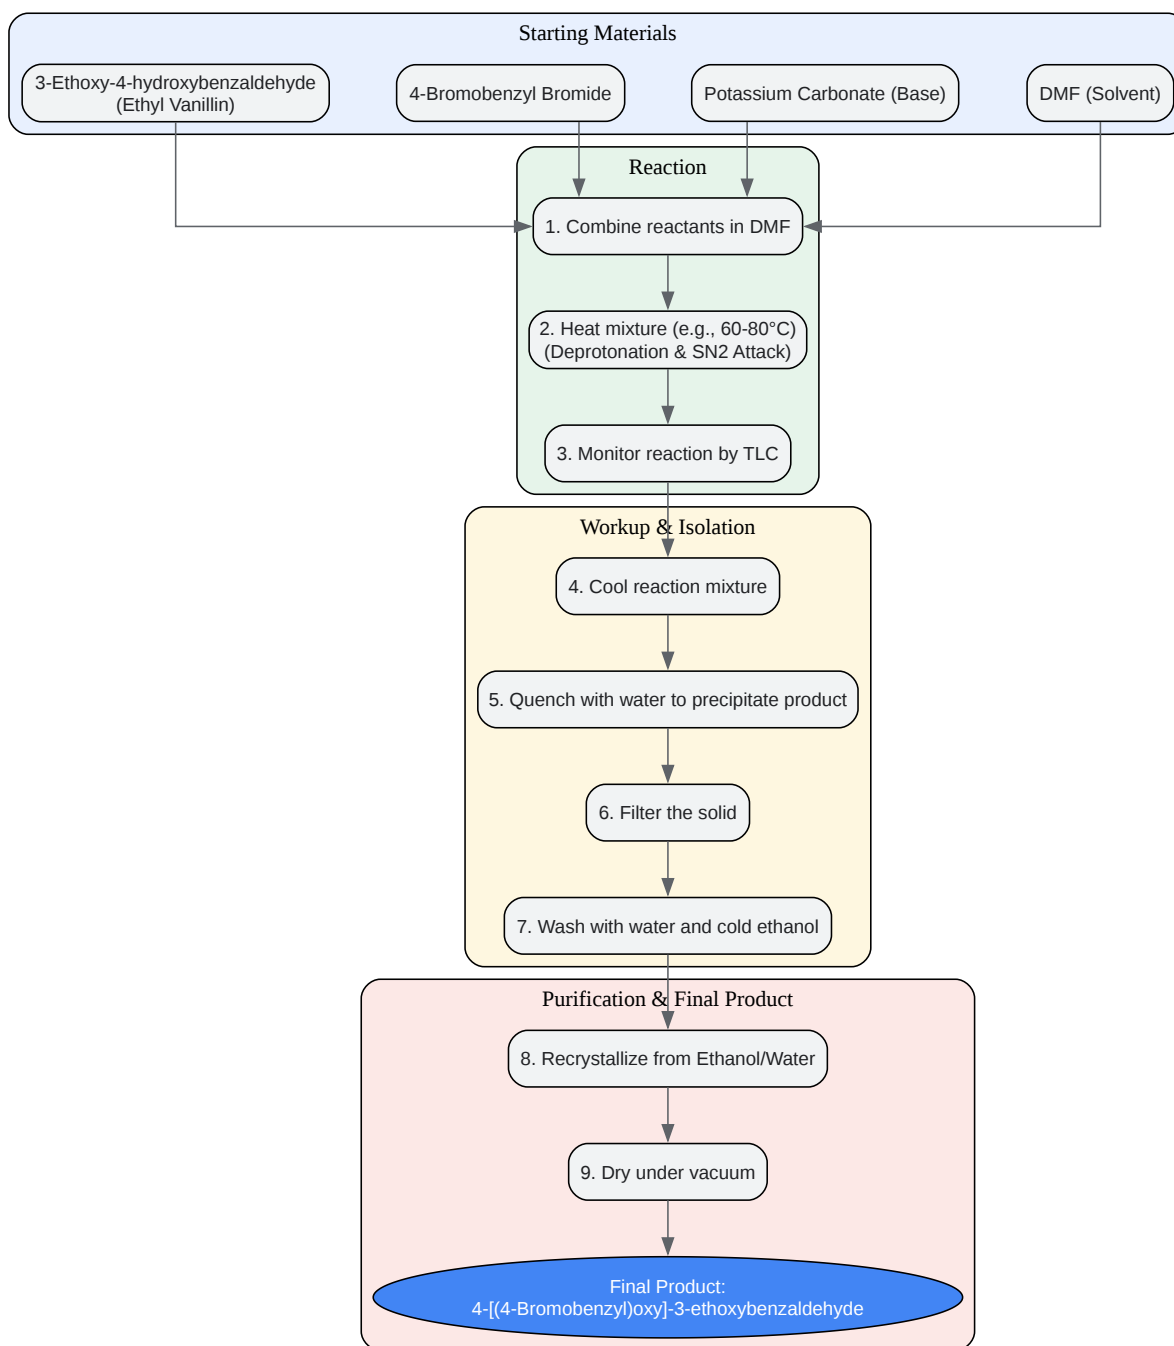 Starting Materials
3-Ethoxy-4-hydroxybenzaldehyde
(Ethyl Vanillin)
4-Bromobenzyl Bromide
Potassium Carbonate (Base)
DMF (Solvent)
Reaction
1. Combine reactants in DMF
2. Heat mixture (e.g., 60-80°C)
(Deprotonation & SN2 Attack)
3. Monitor reaction by TLC
Workup & Isolation
4. Cool reaction mixture
5. Quench with water to precipitate product
6. Filter the solid
7. Wash with water and cold ethanol
Purification & Final Product
8. Recrystallize from Ethanol/Water
9. Dry under vacuum
Final Product:
4-[(4-Bromobenzyl)oxy]-3-ethoxybenzaldehyde